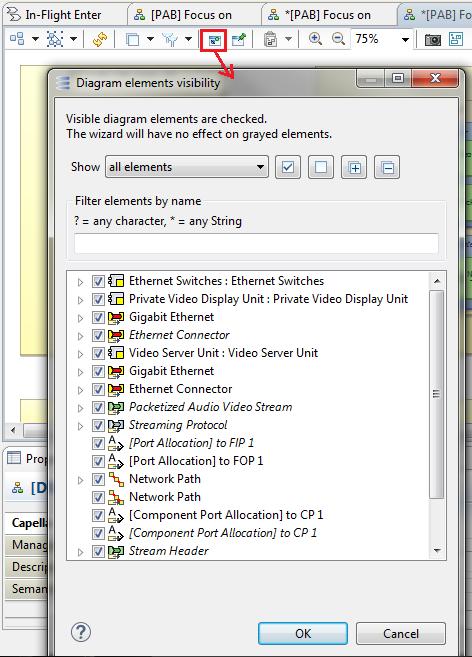 In-Flight Enter
[PAB] Focus on
*[PAB] Focus on
*[PAB] Fo
75%
Diagram elements visibility
Visible diagram elements are checked.
The wizard will have no effect on grayed elements.
Show
all elements
Filter elements by name
? = any character, * = any String
Ethernet Switches : Ethernet Switches
Private Video Display Unit : Private Video Display Unit
Gigabit Ethernet
Ethernet Connector
Video Server Unit : Video Server Unit
Gigabit Ethernet
Ethernet Connector
Packetized Audio Video Stream
Streaming Protocol
[Port Allocation] to FIP 1
[Port Allocation] to FOP 1
Network Path
Network Path
[Component Port Allocation] to CP 1
[Component Port Allocation] to CP 1
Stream Header
Prop
[D
Capella
Manag
Descrip
Seman
OK
Cancel